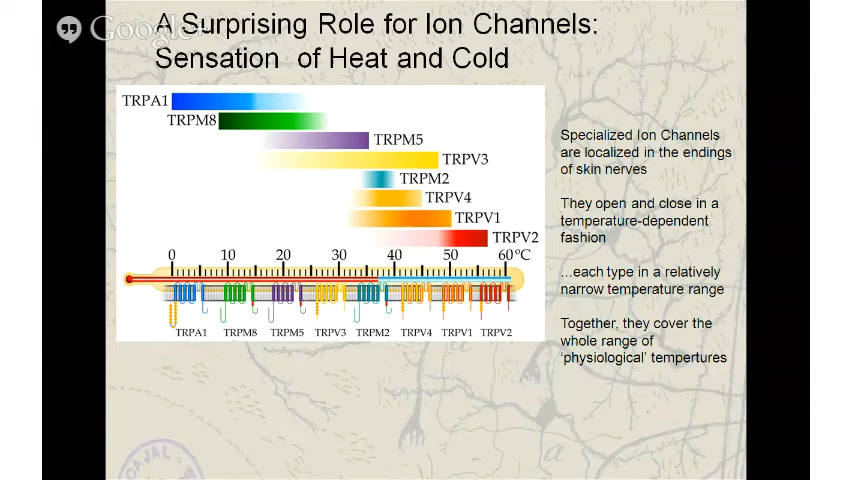 Google+
A Surprising Role for Ion Channels:
Sensation of Heat and Cold
TRPA1
TRPM8
TRPM5
TRPV3
TRPM2
TRPV4
TRPV1
TRPV2
0 10 20 30 40 50 60 °C
TRPA1 TRPM8 TRPM5 TRPV3 TRPM2 TRPV4 TRPV1 TRPV2
Specialized Ion Channels
are localized in the endings
of skin nerves
They open and close in a
temperature-dependent
fashion
...each type in a relatively
narrow temperature range
Together, they cover the
whole range of
'physiological' tempertures
CAJAL